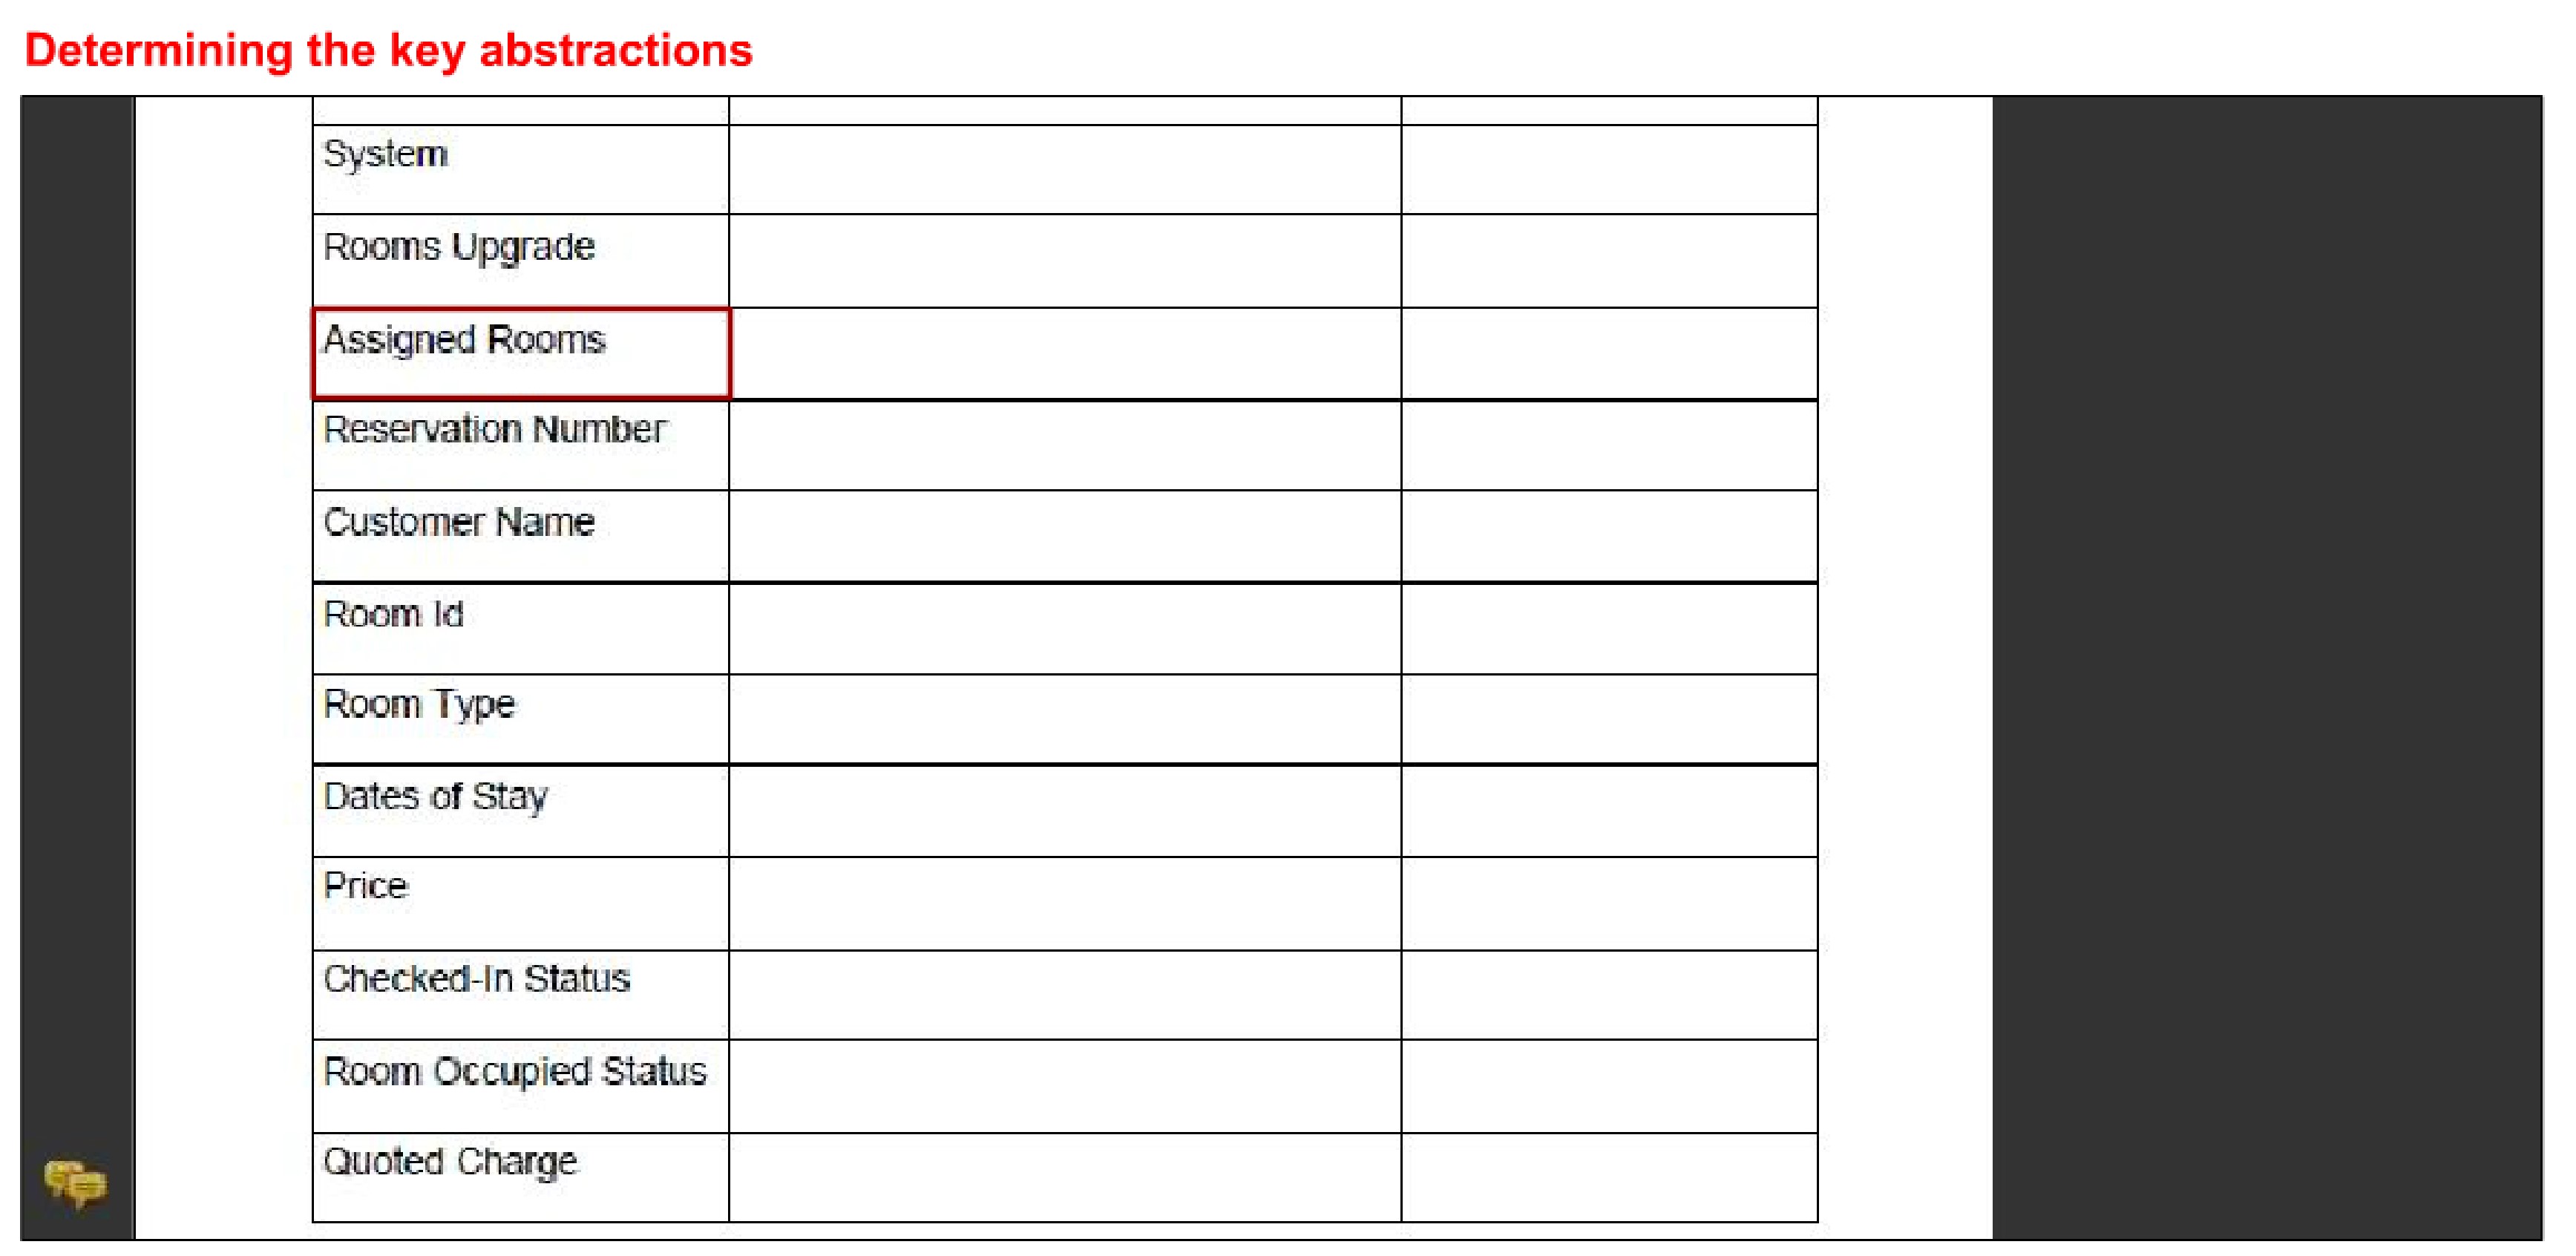 Determining the key abstractions
System
Rooms Upgrade
Assigned Rooms
Reservation Number
Customer Name
Room Id
Room Type
Dates of Stay
Price
Checked-In Status
Room Occupied Status
Quoted Charge